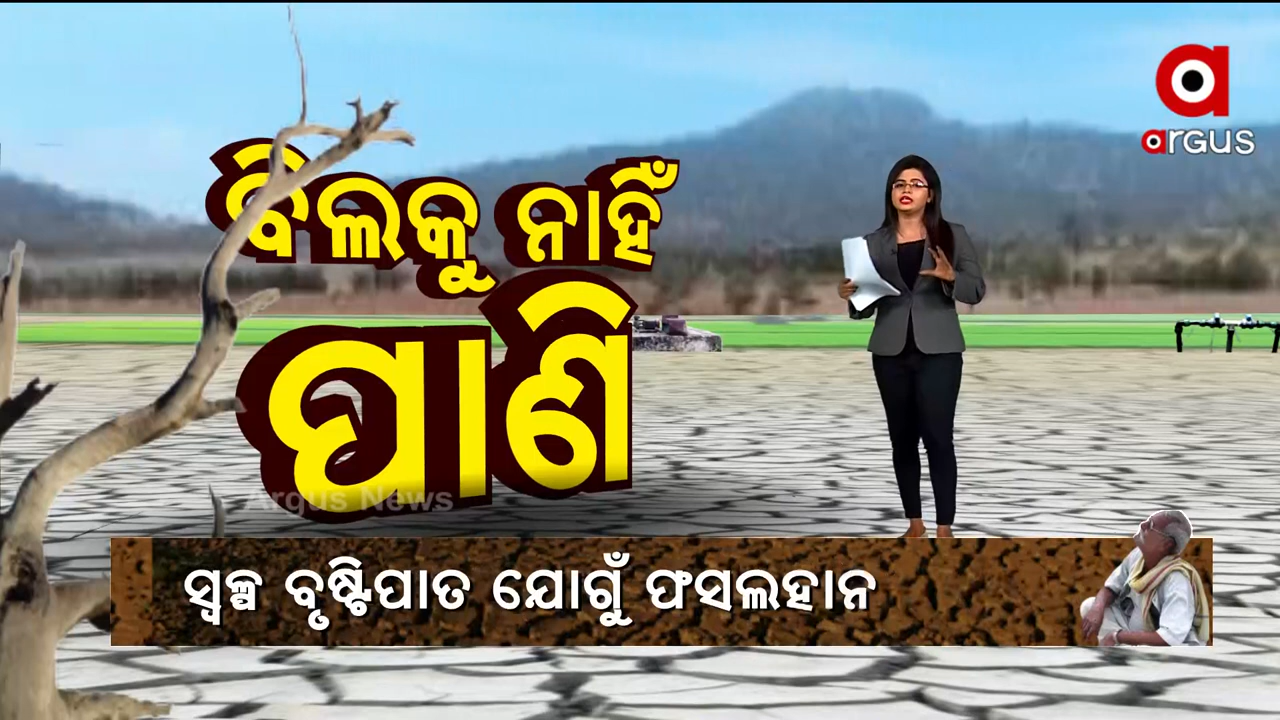 ବିଲକୁ ନାହିଁ
ପାଣି
argus
Argus News
ସ୍ୱଳ୍ପ ବୃଷ୍ଟିପାତ ଯୋଗୁଁ ଫସଲହାନ